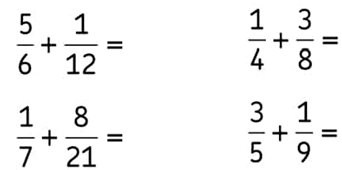 5/6 + 1/12 =
1/4 + 3/8 =
1/7 + 8/21 =
3/5 + 1/9 =